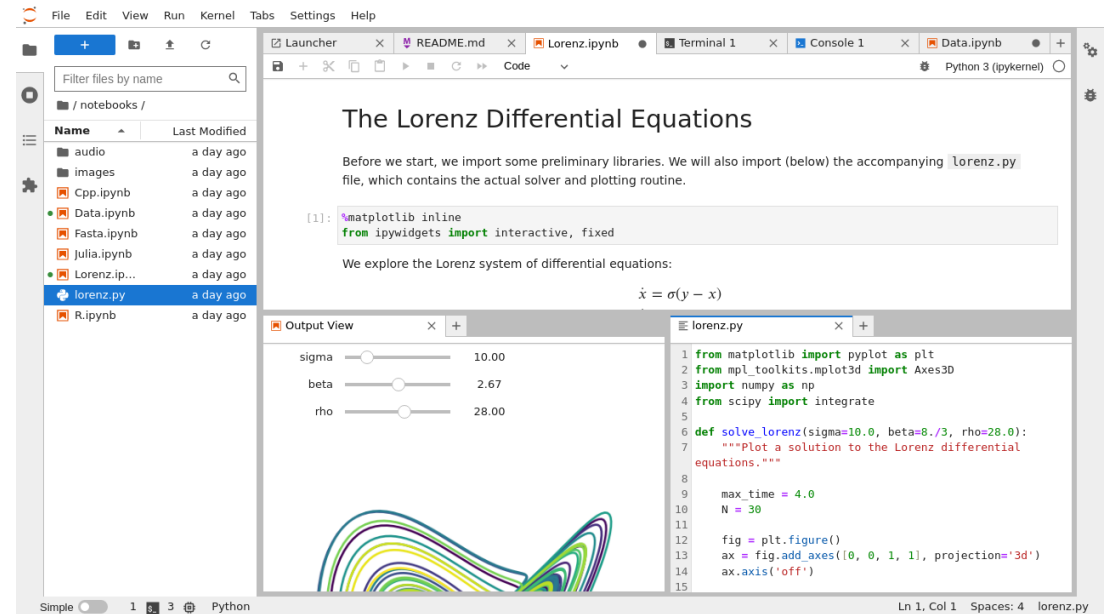 File Edit View Run Kernel Tabs Settings Help
Filter files by name
/ notebooks /
Name Last Modified
audio a day ago
images a day ago
Cpp.ipynb a day ago
Data.ipynb a day ago
Fasta.ipynb a day ago
Julia.ipynb a day ago
Lorenz.ip... a day ago
lorenz.py a day ago
R.ipynb a day ago
Launcher README.md Lorenz.ipynb Terminal 1 Console 1 Data.ipynb
Code Python 3 (ipykernel)
The Lorenz Differential Equations
Before we start, we import some preliminary libraries. We will also import (below) the accompanying lorenz.py
file, which contains the actual solver and plotting routine.
[1]: %matplotlib inline
from ipywidgets import interactive, fixed
We explore the Lorenz system of differential equations:
ẋ = σ(y − x)
Output View
sigma 10.00
beta 2.67
rho 28.00
lorenz.py
1 from matplotlib import pyplot as plt
2 from mpl_toolkits.mplot3d import Axes3D
3 import numpy as np
4 from scipy import integrate
5
6 def solve_lorenz(sigma=10.0, beta=8./3, rho=28.0):
7 """Plot a solution to the Lorenz differential
equations."""
8
9 max_time = 4.0
10 N = 30
11
12 fig = plt.figure()
13 ax = fig.add_axes([0, 0, 1, 1], projection='3d')
14 ax.axis('off')
15
Simple 1 3 Python Ln 1, Col 1 Spaces: 4 lorenz.py